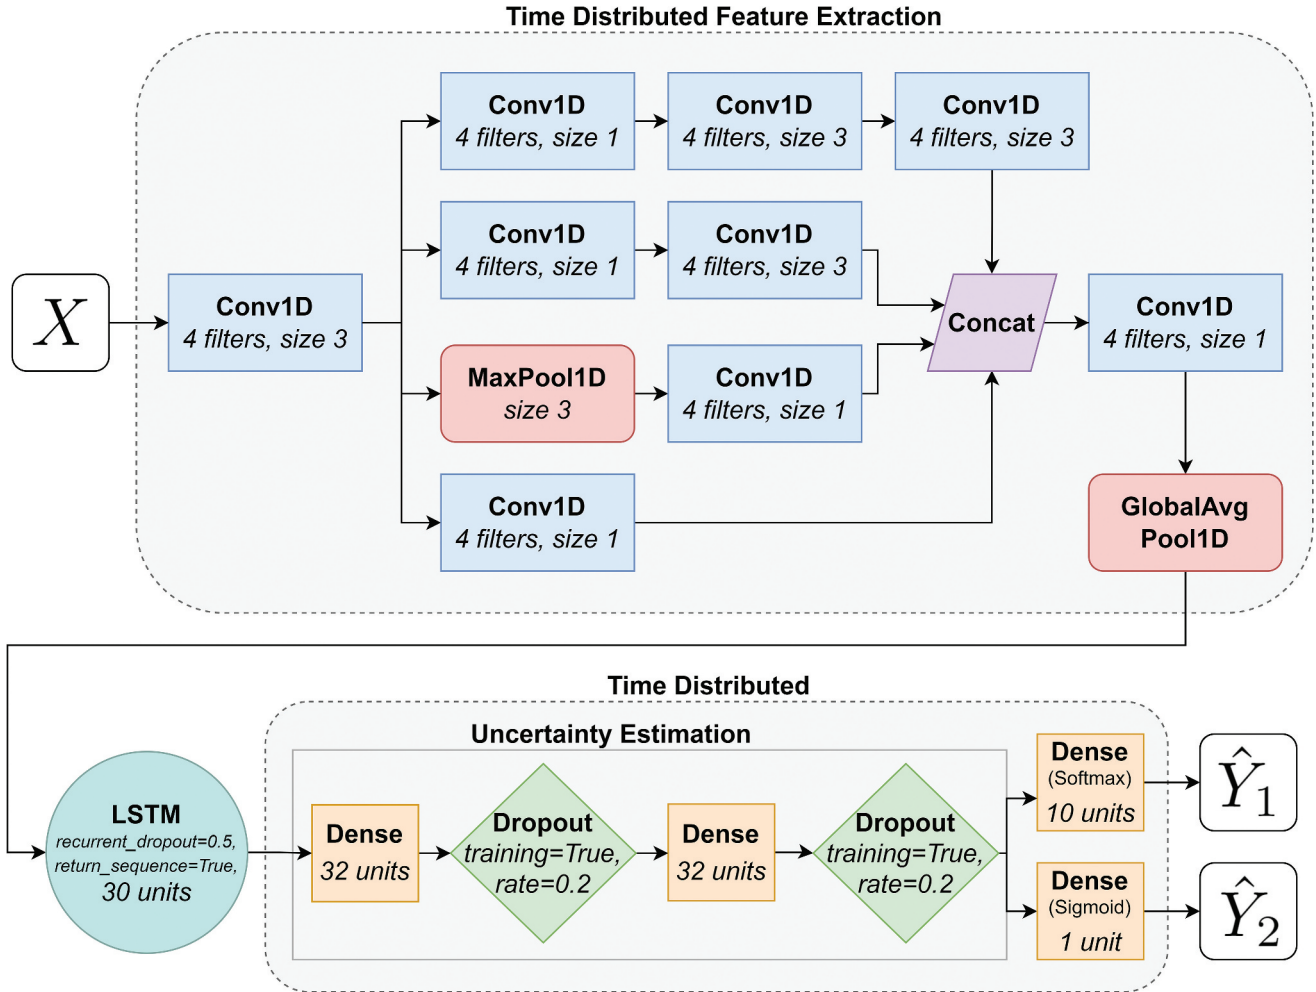 Time Distributed Feature Extraction
Conv1D
4 filters, size 1
Conv1D
4 filters, size 3
Conv1D
4 filters, size 3
Conv1D
4 filters, size 1
Conv1D
4 filters, size 3
X
Conv1D
4 filters, size 3
Concat
Conv1D
4 filters, size 1
MaxPool1D
size 3
Conv1D
4 filters, size 1
Conv1D
4 filters, size 1
GlobalAvg
Pool1D
Time Distributed
Uncertainty Estimation
LSTM
recurrent_dropout=0.5,
return_sequence=True,
30 units
Dense
32 units
Dropout
training=True,
rate=0.2
Dense
32 units
Dropout
training=True,
rate=0.2
Dense
(Softmax)
10 units
Ŷ1
Dense
(Sigmoid)
1 unit
Ŷ2